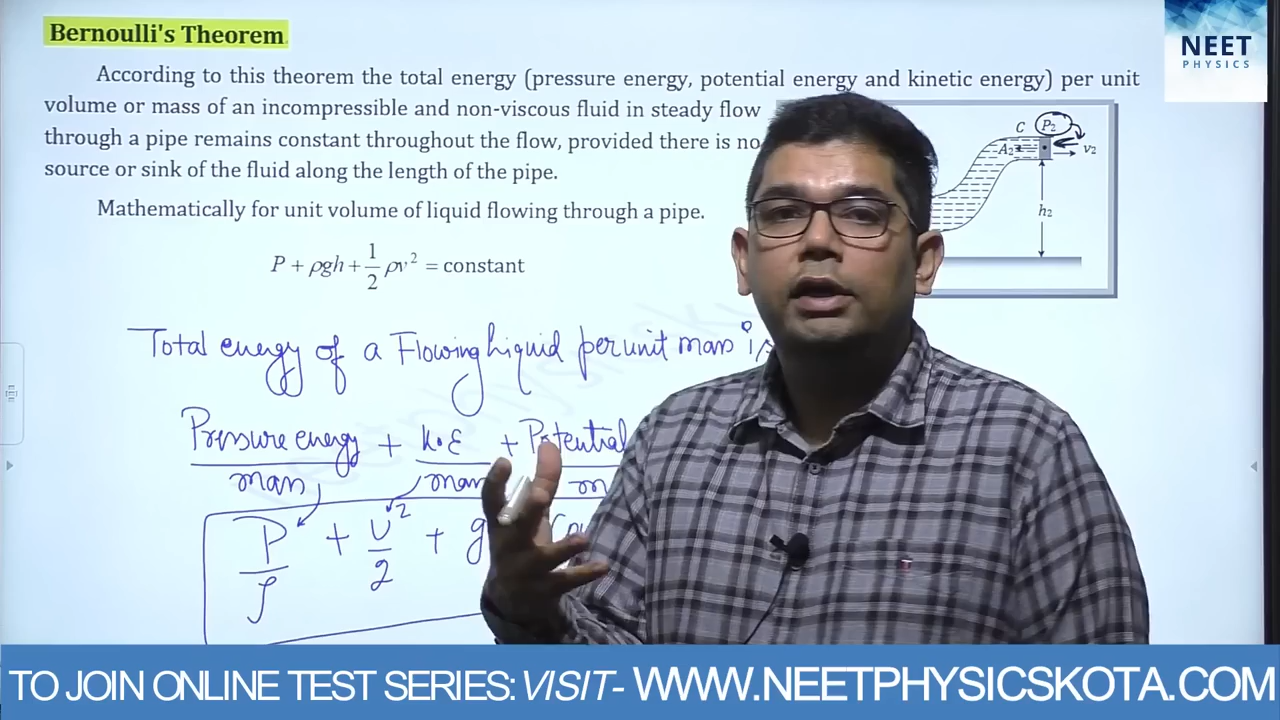 Bernoulli's Theorem
NEET
PHYSICS
According to this theorem the total energy (pressure energy, potential energy and kinetic energy) per unit
volume or mass of an incompressible and non-viscous fluid in steady flow
through a pipe remains constant throughout the flow, provided there is no
source or sink of the fluid along the length of the pipe.
C P₂
A₂ v₂
h₂
Mathematically for unit volume of liquid flowing through a pipe.
P + ρgh + 1/2 ρv² = constant
Total energy of a Flowing liquid per unit mass is
Pressure energy/mass + K.E/mass + Potential
P/ρ + v²/2 + g
TO JOIN ONLINE TEST SERIES: VISIT- WWW.NEETPHYSICSKOTA.COM